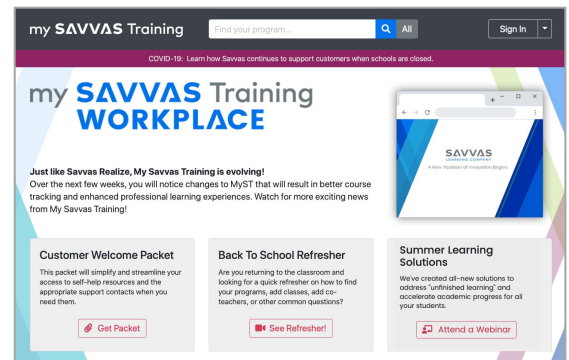 my SAVVAS Training
Find your program...
All
Sign In
COVID-19: Learn how Savvas continues to support customers when schools are closed.
my SAVVAS Training
WORKPLACE
SAVVAS
LEARNING COMPANY
A New Tradition of Innovation Begins
Just like Savvas Realize, My Savvas Training is evolving!
Over the next few weeks, you will notice changes to MyST that will result in better course
tracking and enhanced professional learning experiences. Watch for more exciting news
from My Savvas Training!
Customer Welcome Packet
This packet will simplify and streamline your
access to self-help resources and the
appropriate support contacts when you
need them.
Get Packet
Back To School Refresher
Are you returning to the classroom and
looking for a quick refresher on how to find
your programs, add classes, add co-
teachers, or other common questions?
See Refresher!
Summer Learning
Solutions
We've created all-new solutions to
address "unfinished learning" and
accelerate academic progress for all
your students.
Attend a Webinar